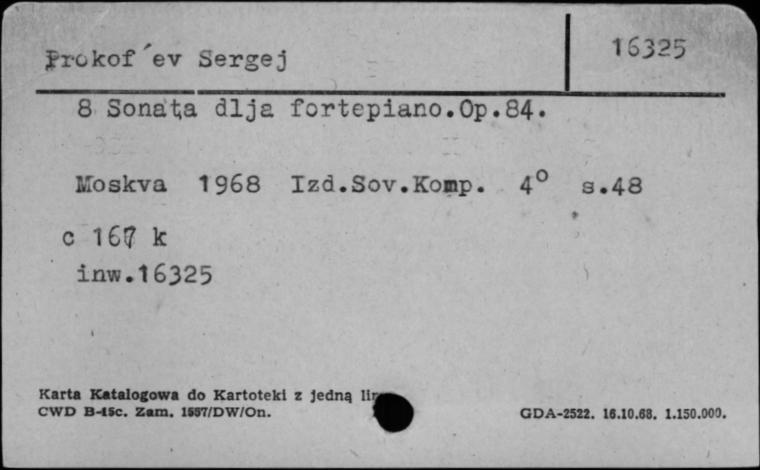 Prokof´ev Sergej 16325
8 Sonata dlja fortepiano.Op.84.
Moskva 1968 Izd.Sov.Komp. 4° s.48
c 167 k
inw.16325
Karta Katalogowa do Kartoteki z jedną
CWD B-45c. Zam. 1557/DW/On. GDA-2522. 16.10.68. 1.150.000.